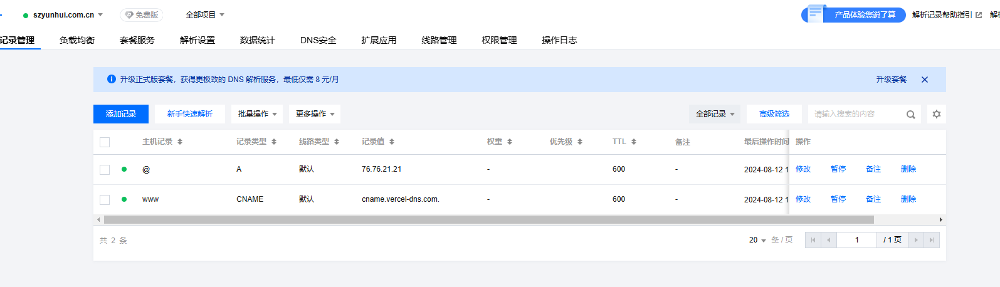 szyunhui.com.cn 免费版 全部项目 产品体验您说了算 解析记录帮助指引 解析
记录管理 负载均衡 套餐服务 解析设置 数据统计 DNS安全 扩展应用 线路管理 权限管理 操作日志
升级正式版套餐，获得更极致的 DNS 解析服务，最低仅需 8 元/月 升级套餐
添加记录 新手快速解析 批量操作 更多操作 全部记录 高级筛选 请输入搜索的内容
主机记录 记录类型 线路类型 记录值 权重 优先级 TTL 备注 最后操作时间 操作
@ A 默认 76.76.21.21 - 600 - 2024-08-12 1 修改 暂停 备注 删除
www CNAME 默认 cname.vercel-dns.com. - 600 - 2024-08-12 1 修改 暂停 备注 删除
共 2 条 20 条 / 页 1 / 1 页